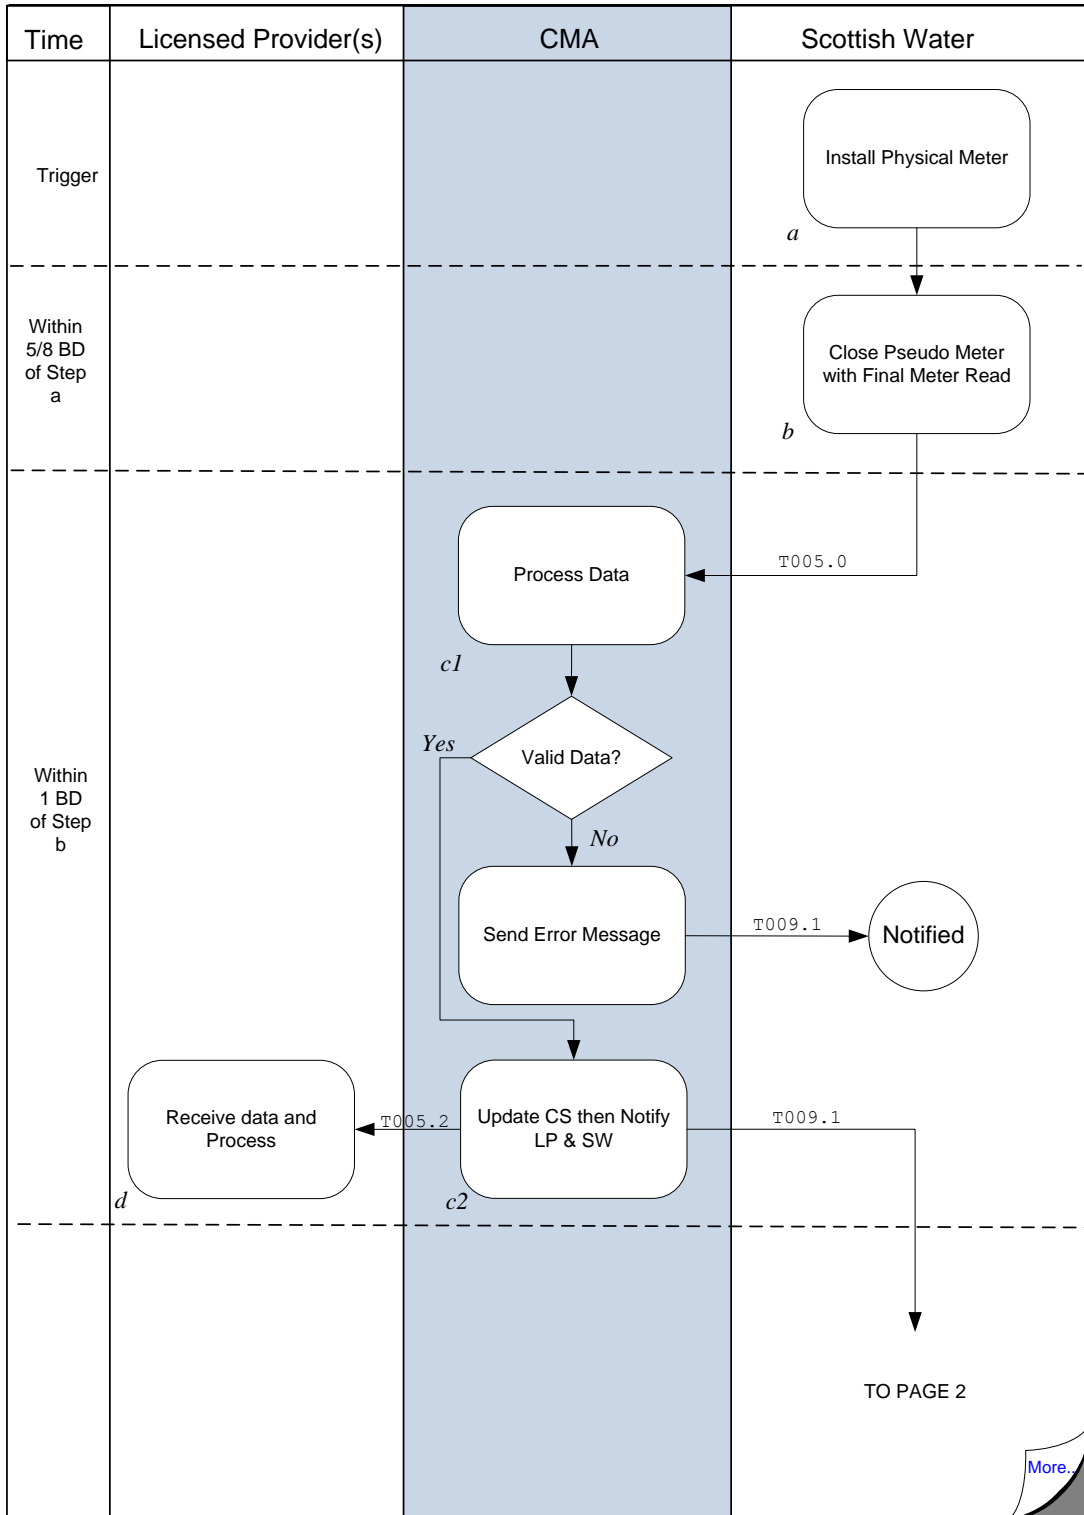 Time
Licensed Provider(s)
CMA
Scottish Water
Trigger
Install Physical Meter
a
Within
5/8 BD
of Step
a
Close Pseudo Meter
with Final Meter Read
b
Within
1 BD
of Step
b
T005.0
Process Data
c1
Valid Data?
Yes
No
Send Error Message
T009.1
Notified
Receive data and
Process
d
T005.2
Update CS then Notify
LP & SW
c2
T009.1
TO PAGE 2
More..